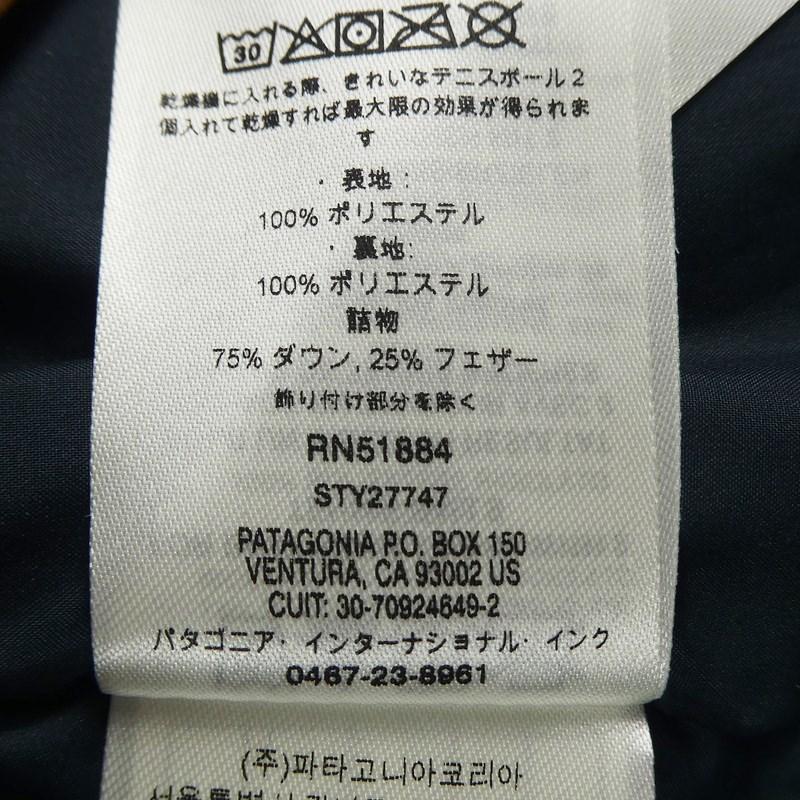 30
乾燥機に入れる際、きれいなテニスボール2
個入れて乾燥すれば最大限の効果が得られま
す
・表地:
100% ポリエステル
・裏地:
100% ポリエステル
詰物
75% ダウン, 25% フェザー
飾り付け部分を除く
RN51884
STY27747
PATAGONIA P.O. BOX 150
VENTURA, CA 93002 US
CUIT: 30-70924649-2
パタゴニア・インターナショナル・インク
0467-23-8961
(주)파타고니아코리아
서울특별시